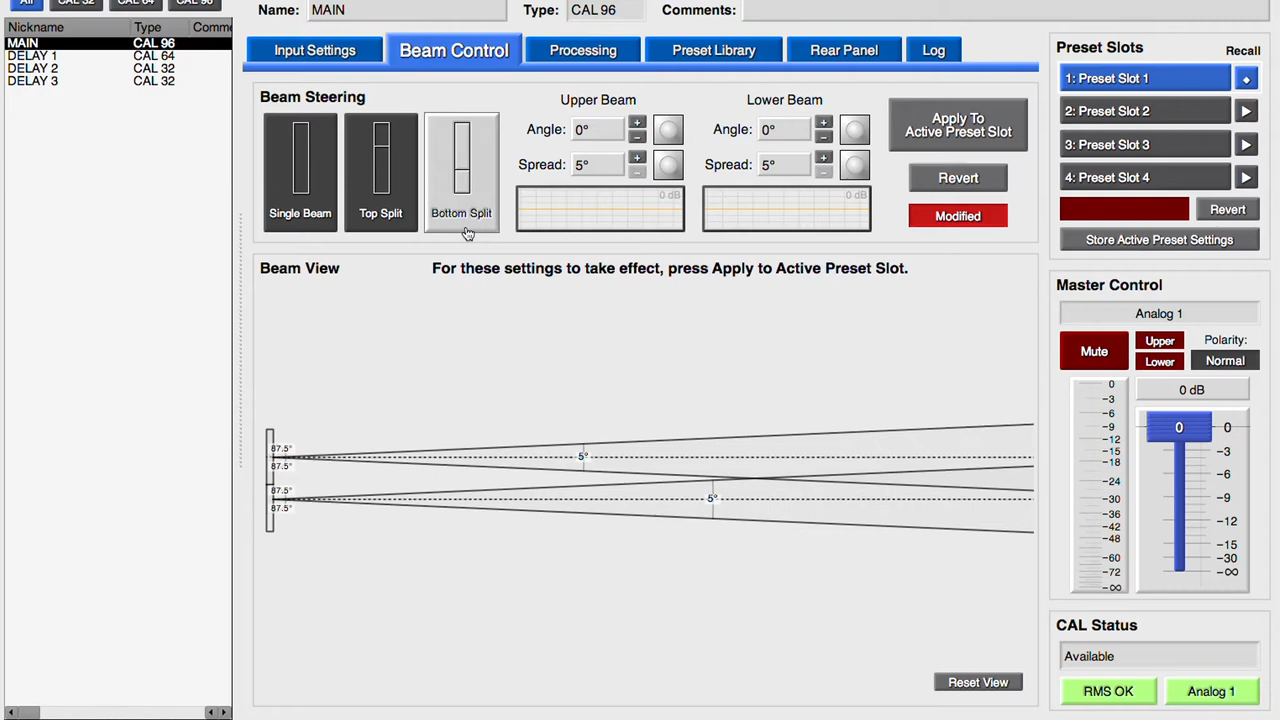 All CAL 32 CAL 64 CAL 96
Nickname Type Comme
MAIN CAL 96
DELAY 1 CAL 64
DELAY 2 CAL 32
DELAY 3 CAL 32
Name: MAIN Type: CAL 96 Comments:
Input Settings Beam Control Processing Preset Library Rear Panel Log
Beam Steering
Single Beam Top Split Bottom Split
Upper Beam
Angle: 0° + −
Spread: 5° + −
0 dB
Lower Beam
Angle: 0° + −
Spread: 5° + −
0 dB
Apply To
Active Preset Slot
Revert
Modified
Beam View For these settings to take effect, press Apply to Active Preset Slot.
87.5°
87.5°
5°
87.5°
87.5°
5°
Reset View
Preset Slots Recall
1: Preset Slot 1
2: Preset Slot 2
3: Preset Slot 3
4: Preset Slot 4
Revert
Store Active Preset Settings
Master Control
Analog 1
Mute Upper Lower
Polarity:
Normal
0
−3
−6
−9
−12
−15
−18
−24
−30
−36
−42
−48
−60
−72
−∞
0 dB
0
0
−3
−6
−9
−12
−15
−30
−∞
CAL Status
Available
RMS OK Analog 1